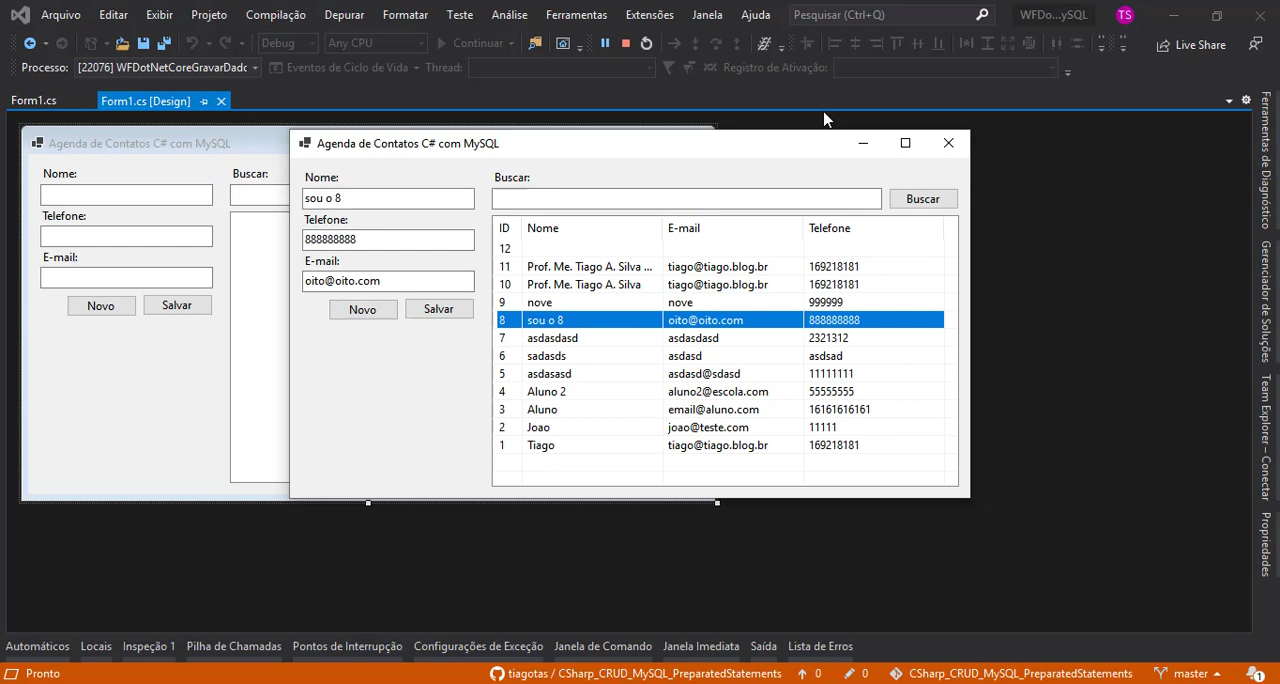 Arquivo Editar Exibir Projeto Compilação Depurar Formatar Teste Análise Ferramentas Extensões Janela Ajuda Pesquisar (Ctrl+Q) WFDo...ySQL TS
Debug Any CPU Continuar Live Share
Processo: [22076] WFDotNetCoreGravarDadc Eventos de Ciclo de Vida Thread: Registro de Ativação:
Form1.cs Form1.cs [Design]
Agenda de Contatos C# com MySQL
Nome:
Buscar:
Telefone:
E-mail:
Novo Salvar
Agenda de Contatos C# com MySQL
Nome:
sou o 8
Telefone:
888888888
E-mail:
oito@oito.com
Novo Salvar
Buscar:
Buscar
ID Nome E-mail Telefone
12
11 Prof. Me. Tiago A. Silva ... tiago@tiago.blog.br 169218181
10 Prof. Me. Tiago A. Silva tiago@tiago.blog.br 169218181
9 nove nove 999999
8 sou o 8 oito@oito.com 888888888
7 asdasdasd asdasdasd 2321312
6 sadasds asdasd asdsad
5 asdasasd asdasd@sdasd 11111111
4 Aluno 2 aluno2@escola.com 55555555
3 Aluno email@aluno.com 16161616161
2 Joao joao@teste.com 11111
1 Tiago tiago@tiago.blog.br 169218181
Ferramentas de Diagnóstico
Gerenciador de Soluções
Team Explorer – Conectar
Propriedades
Automáticos Locais Inspeção 1 Pilha de Chamadas Pontos de Interrupção Configurações de Exceção Janela de Comando Janela Imediata Saída Lista de Erros
Pronto tiagotas / CSharp_CRUD_MySQL_PreparatedStatements 0 0 CSharp_CRUD_MySQL_PreparatedStatements master 1